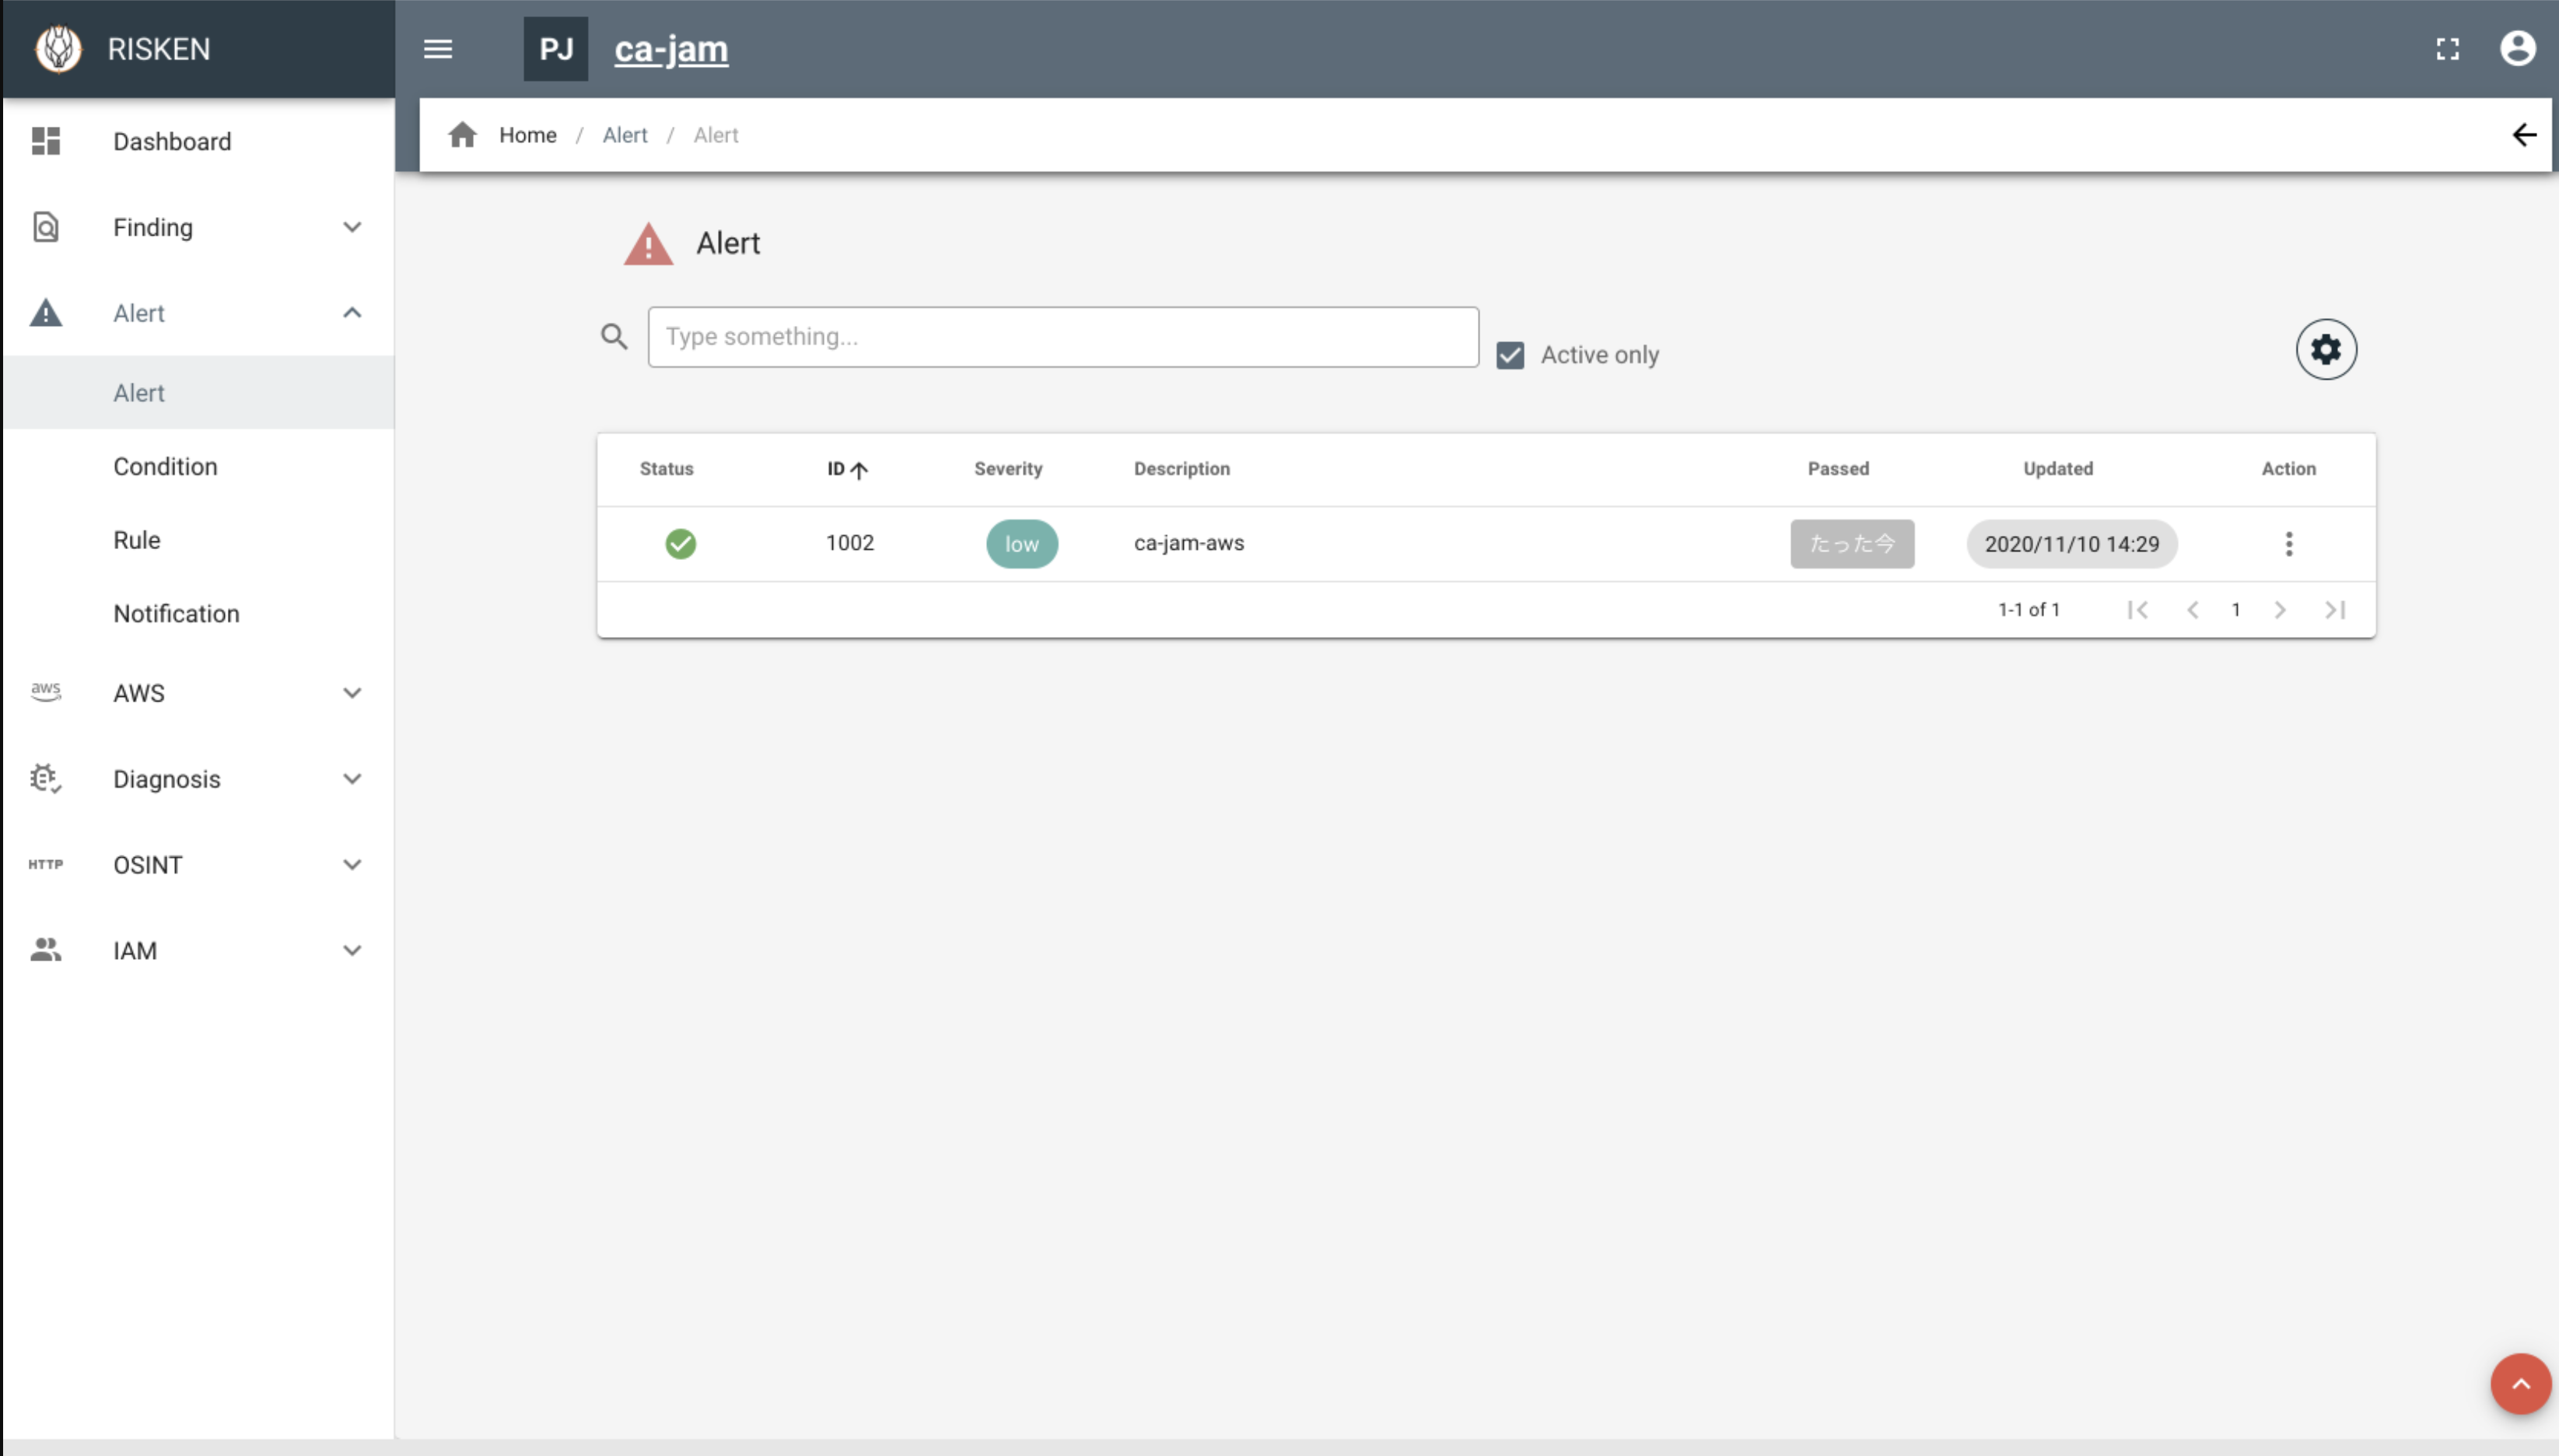 RISKEN
PJ ca-jam
Home / Alert / Alert
Dashboard
Finding
Alert
Alert
Condition
Rule
Notification
aws AWS
Diagnosis
HTTP OSINT
IAM
Alert
Type something...
Active only
Status ID Severity Description Passed Updated Action
1002 low ca-jam-aws たった今 2020/11/10 14:29
1-1 of 1 1